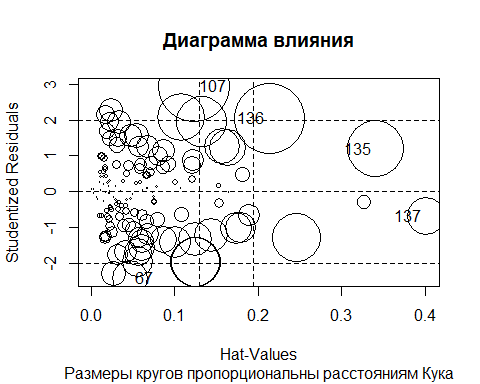 Диаграмма влияния
Studentized Residuals
3
2
1
0
-1
-2
107
136
135
137
67
0.0 0.1 0.2 0.3 0.4
Hat-Values
Размеры кругов пропорциональны расстояниям Кука